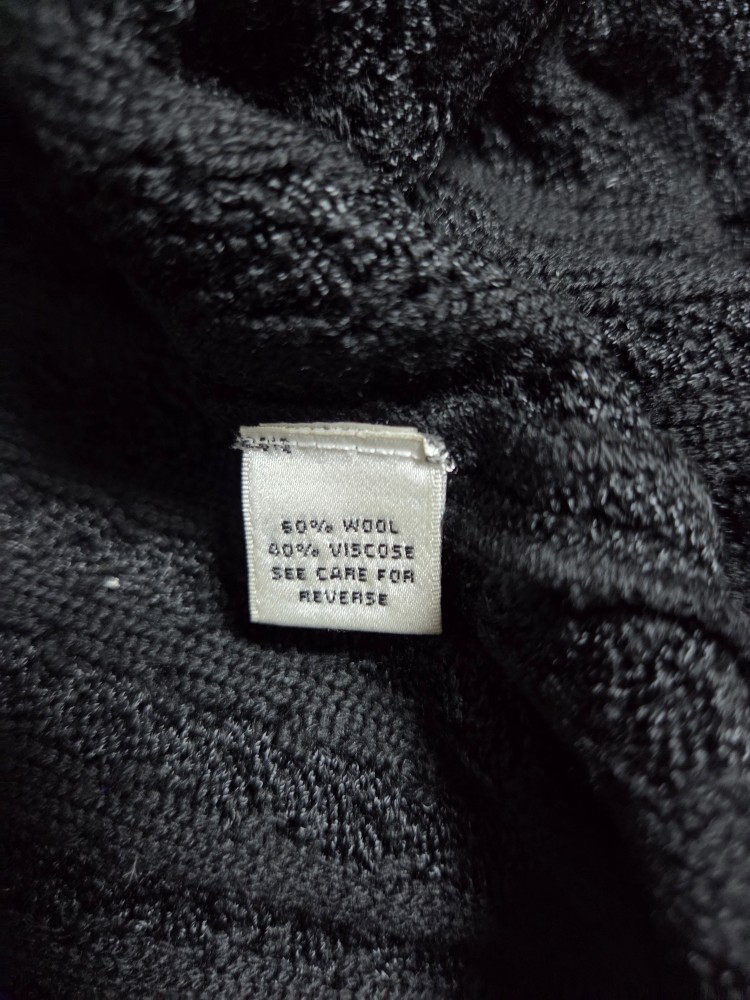 60% WOOL
40% VISCOSE
SEE CARE FOR
REVERSE